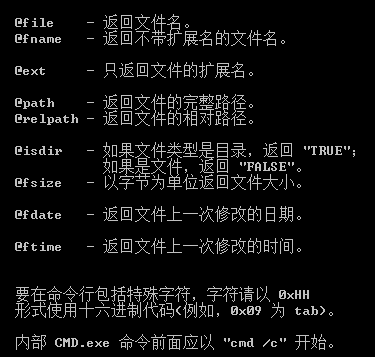 @file - 返回文件名。
@fname - 返回不带扩展名的文件名。
@ext - 只返回文件的扩展名。
@path - 返回文件的完整路径。
@relpath - 返回文件的相对路径。
@isdir - 如果文件类型是目录，返回 "TRUE"；
如果是文件，返回 "FALSE"。
@fsize - 以字节为单位返回文件大小。
@fdate - 返回文件上一次修改的日期。
@ftime - 返回文件上一次修改的时间。
要在命令行包括特殊字符，字符请以 0xHH
形式使用十六进制代码(例如，0x09 为 tab)。
内部 CMD.exe 命令前面应以 "cmd /c" 开始。